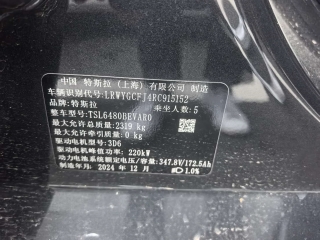 中国 特斯拉（上海）有限公司 制造
车辆识别代号:LRWYGCFJ4RC915152
品牌:特斯拉 乘坐人数:5
整车型号:TSL6480BEVAR0
最大允许总质量:2319 kg
最大允许牵引质量:0 kg
驱动电机型号:3D6
驱动电机峰值功率:220kW
动力电池系统额定电压/容量:347.8V/172.5Ah
制造年月:2024 年 12 月 1.0%